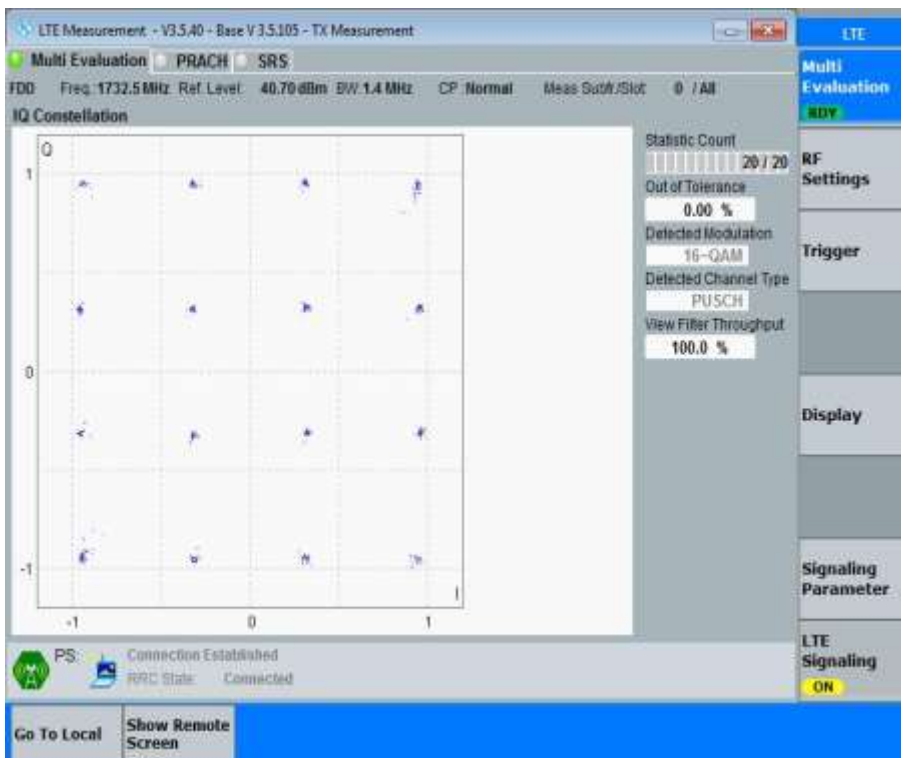 LTE Measurement - V3.5.40 - Base V 3.5.105 - TX Measurement
Multi Evaluation PRACH SRS
FDD Freq.:1732.5 MHz Ref. Level: 40.70 dBm BW: 1.4 MHz CP: Normal Meas Subfr./Slot: 0 / All
IQ Constellation
Q
1
0
-1
-1 0 1
I
Statistic Count
20 / 20
Out of Tolerance
0.00 %
Detected Modulation
16-QAM
Detected Channel Type
PUSCH
View Filter Throughput
100.0 %
PS:
Connection Established
RRC State: Connected
LTE
Multi
Evaluation
RDY
RF
Settings
Trigger
Display
Signaling
Parameter
LTE
Signaling
ON
Go To Local
Show Remote
Screen